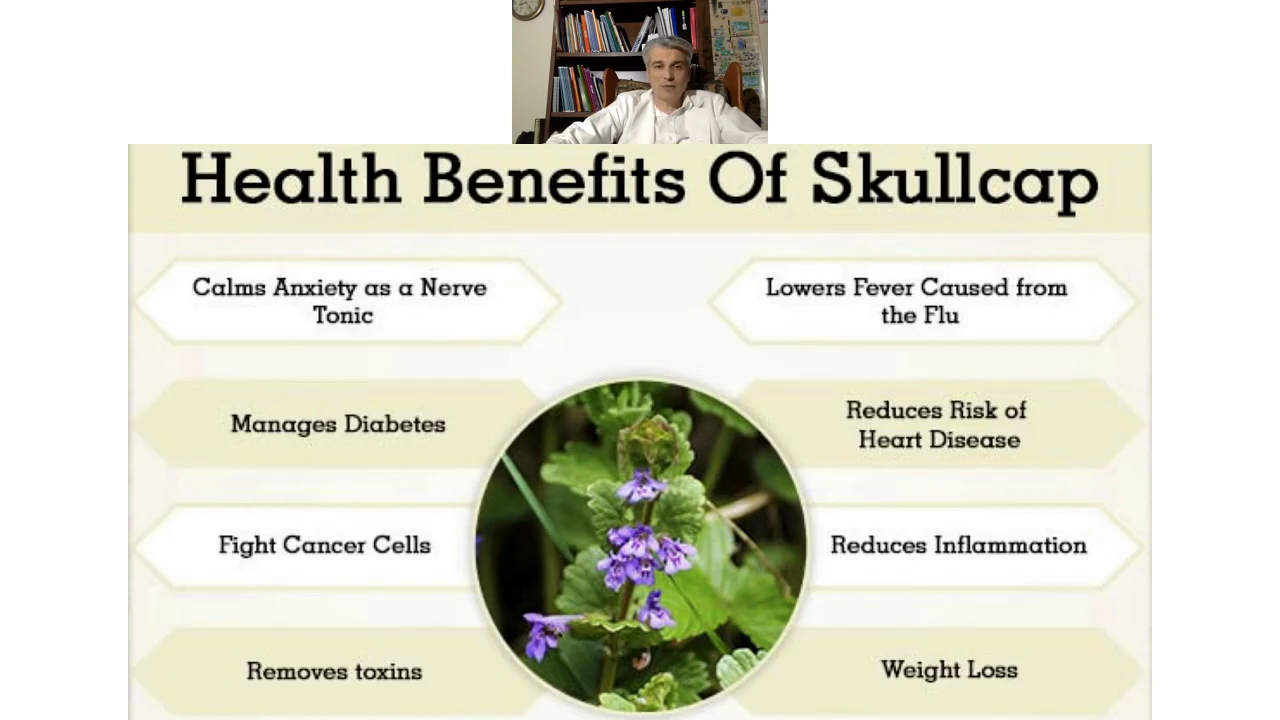 Health Benefits Of Skullcap
Calms Anxiety as a Nerve
Tonic
Lowers Fever Caused from
the Flu
Manages Diabetes
Reduces Risk of
Heart Disease
Fight Cancer Cells
Reduces Inflammation
Removes toxins
Weight Loss